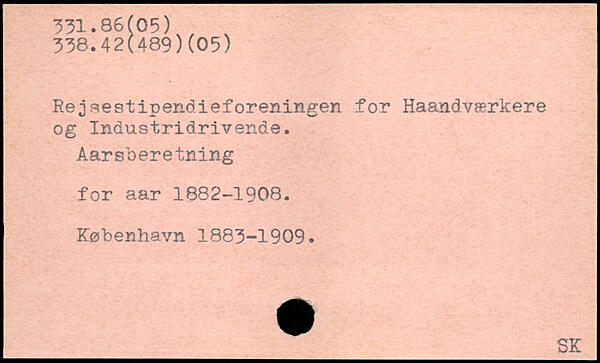 331.86(05)
338.42(489)(05)
Rejsestipendieforeningen for Haandværkere
og Industridrivende.
Aarsberetning
for aar 1882-1908.
København 1883-1909.
SK